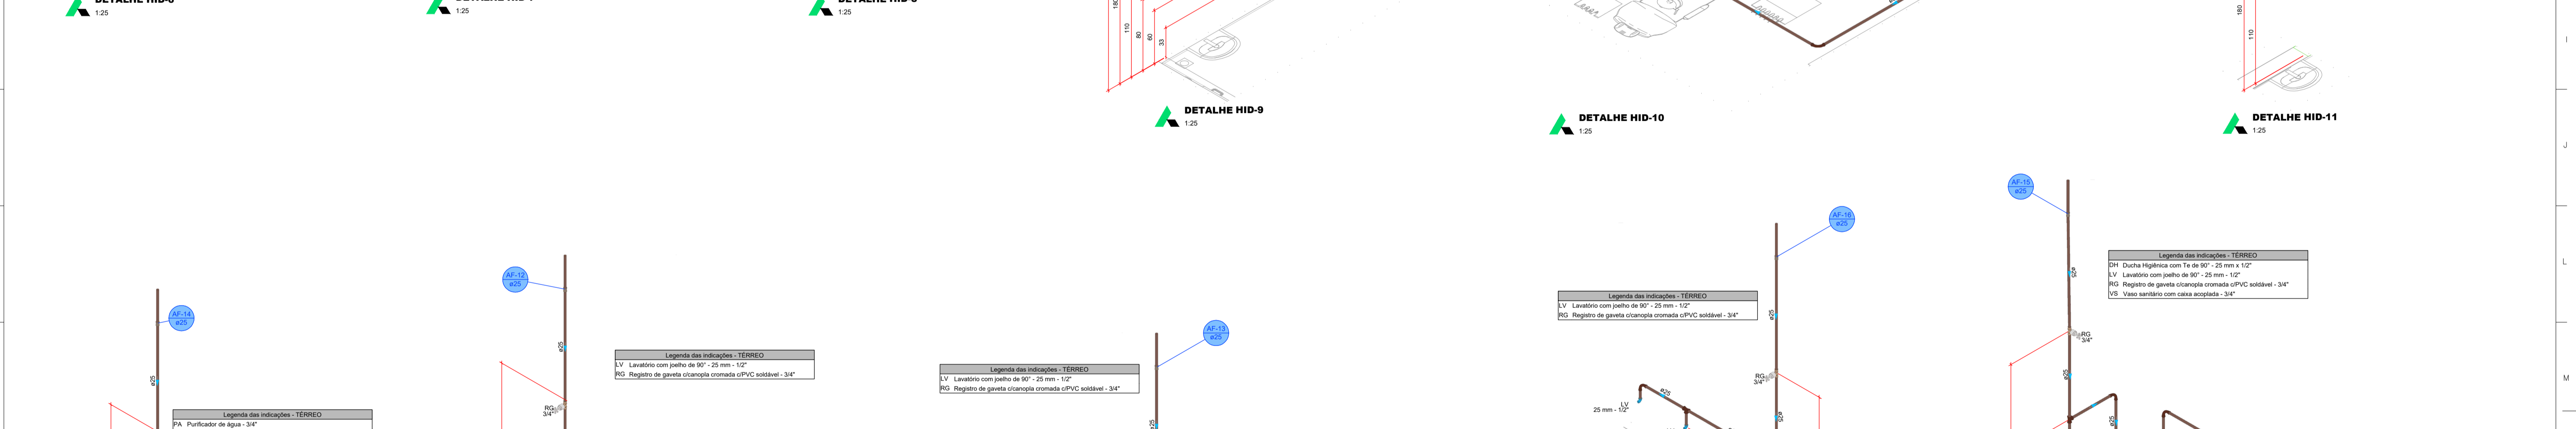 DETALHE HID-6
1:25
1:25
1:25
180
110
80
60
33
DETALHE HID-9
1:25
DETALHE HID-10
1:25
180
110
DETALHE HID-11
1:25
I
J
L
M
AF-14
ø25
ø25
Legenda das indicações - TÉRREO
PA Purificador de água - 3/4"
AF-12
ø25
ø25
RG
3/4"
Legenda das indicações - TÉRREO
LV Lavatório com joelho de 90° - 25 mm - 1/2"
RG Registro de gaveta c/canopla cromada c/PVC soldável - 3/4"
Legenda das indicações - TÉRREO
LV Lavatório com joelho de 90° - 25 mm - 1/2"
RG Registro de gaveta c/canopla cromada c/PVC soldável - 3/4"
AF-13
ø25
ø25
Legenda das indicações - TÉRREO
LV Lavatório com joelho de 90° - 25 mm - 1/2"
RG Registro de gaveta c/canopla cromada c/PVC soldável - 3/4"
AF-16
ø25
ø25
RG
3/4"
ø25
LV
25 mm - 1/2"
ø25
AF-15
ø25
ø25
RG
3/4"
ø25
ø25
Legenda das indicações - TÉRREO
DH Ducha Higiênica com Te de 90° - 25 mm x 1/2"
LV Lavatório com joelho de 90° - 25 mm - 1/2"
RG Registro de gaveta c/canopla cromada c/PVC soldável - 3/4"
VS Vaso sanitário com caixa acoplada - 3/4"